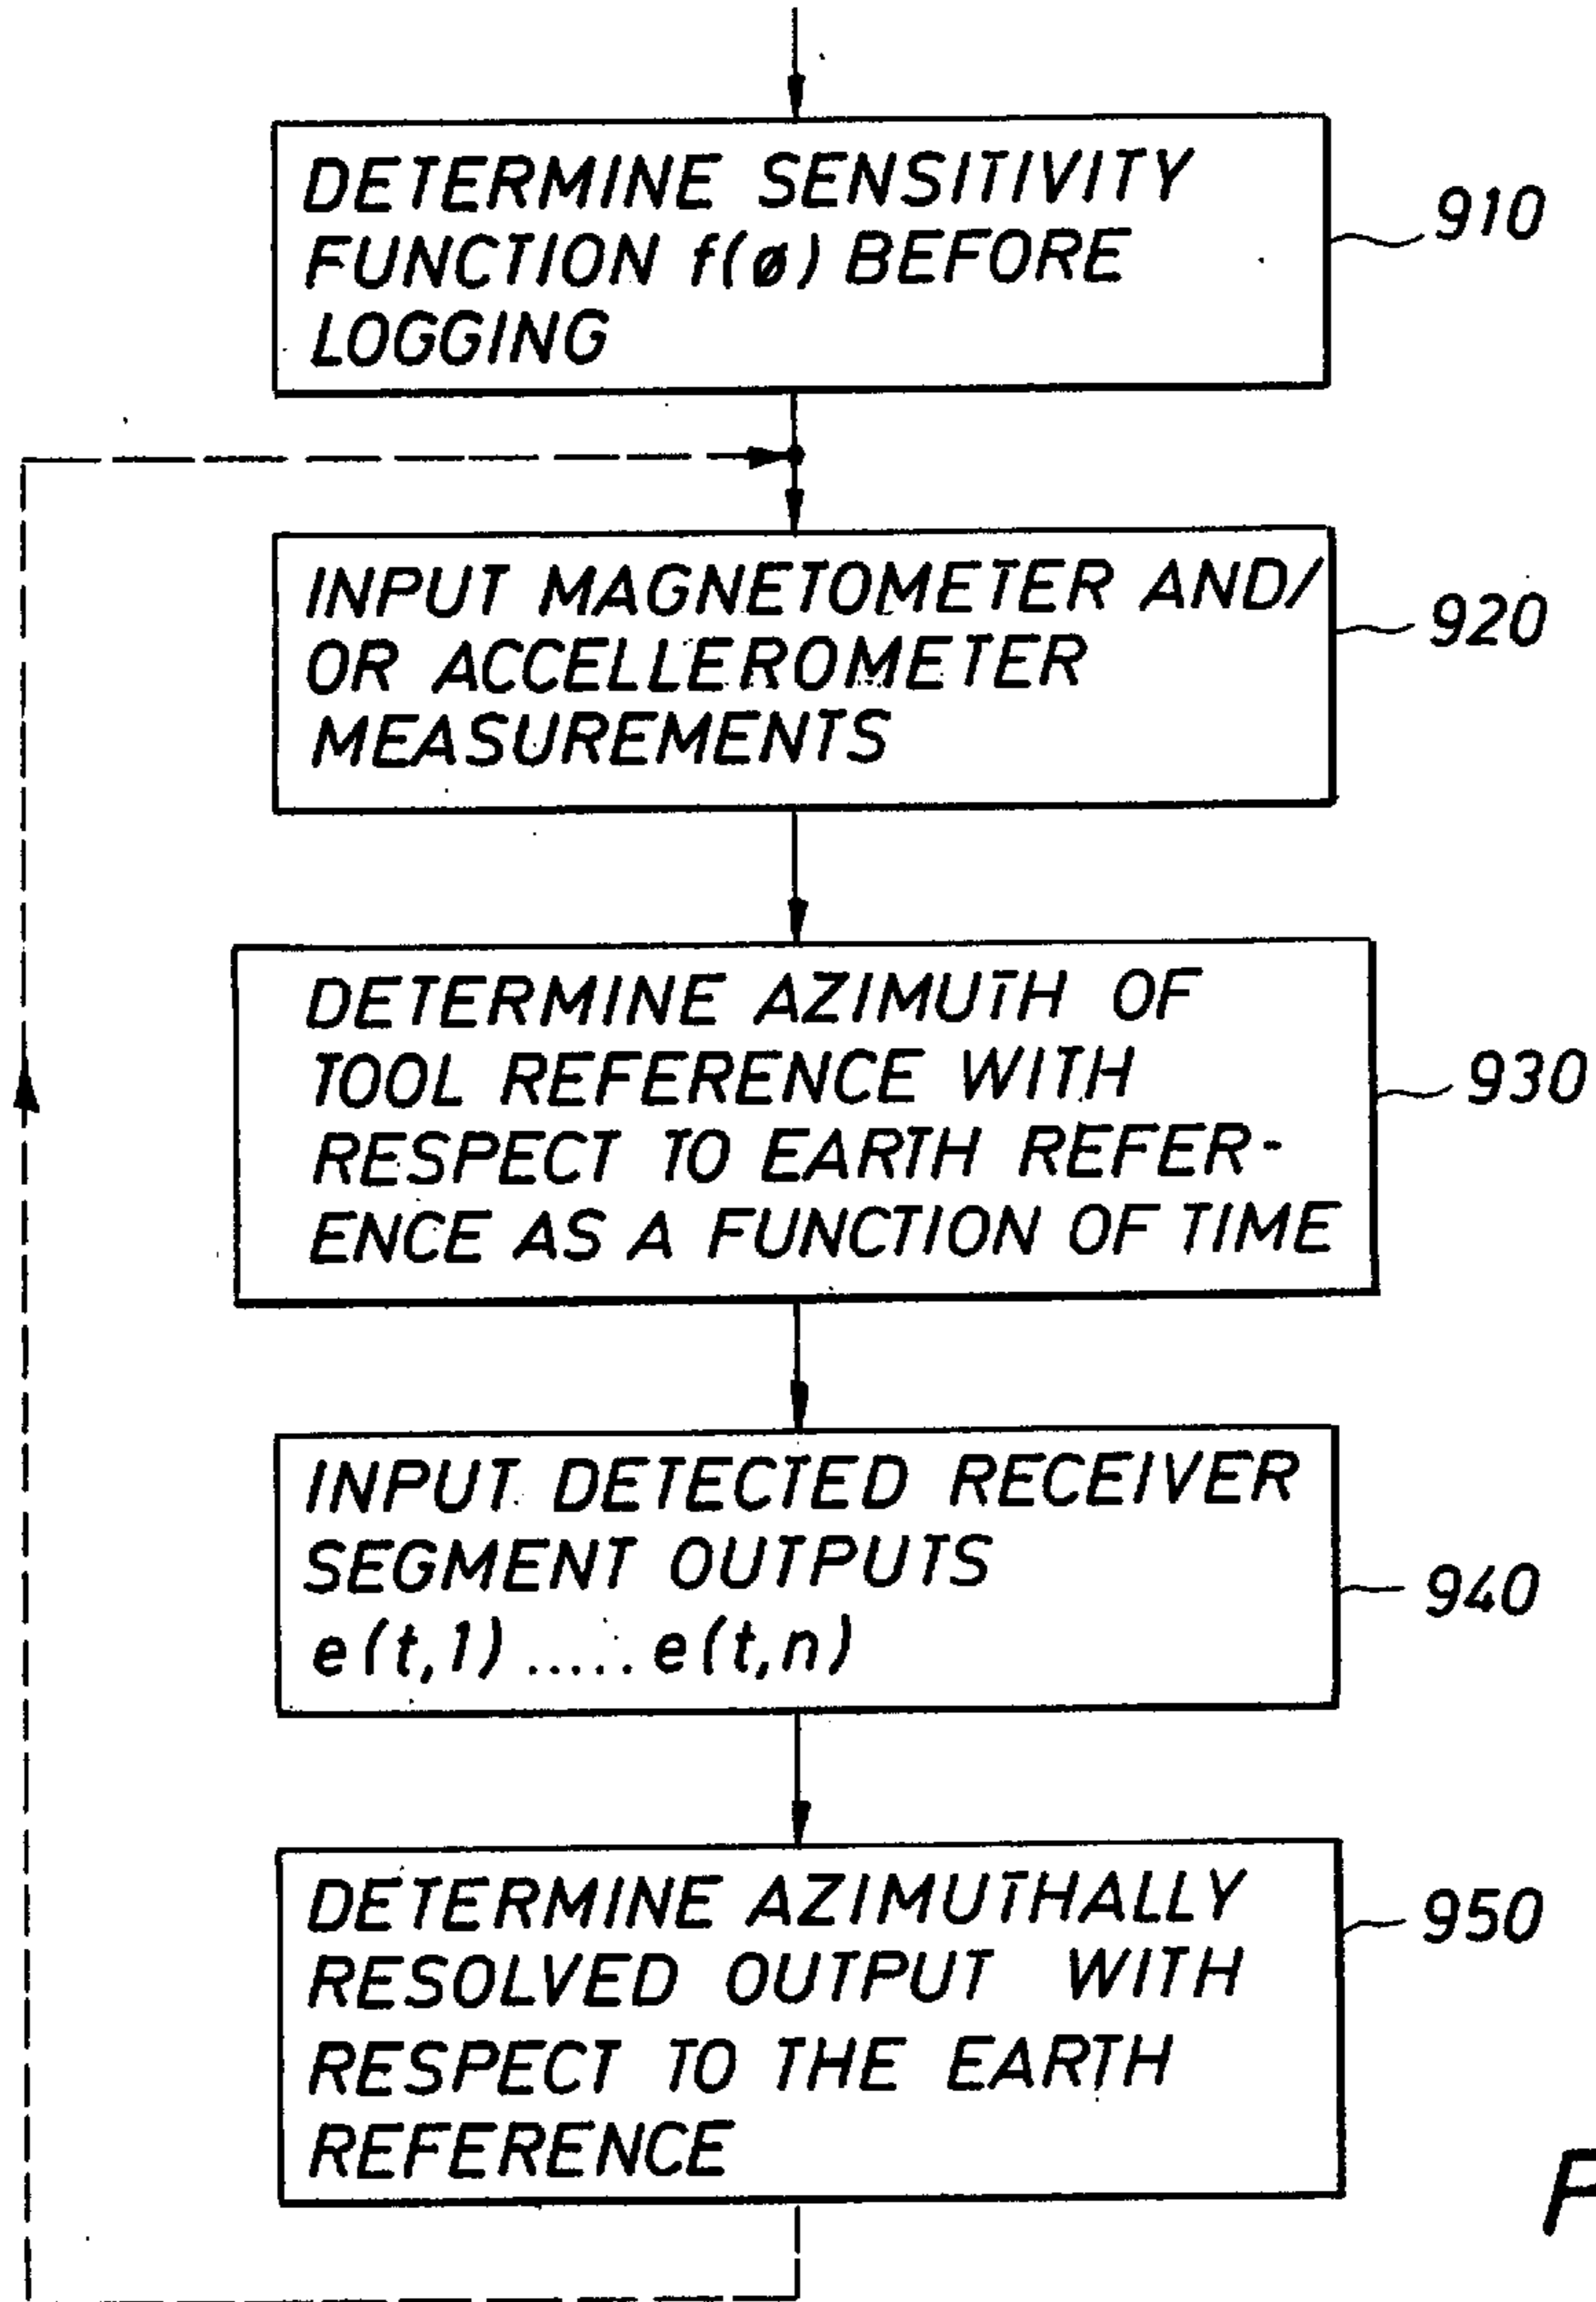 DETERMINE SENSITIVITY
FUNCTION f(ø) BEFORE
LOGGING
910
INPUT MAGNETOMETER AND/
OR ACCELLEROMETER
MEASUREMENTS
920
DETERMINE AZIMUTH OF
TOOL REFERENCE WITH
RESPECT TO EARTH REFER-
ENCE AS A FUNCTION OF TIME
930
INPUT DETECTED RECEIVER
SEGMENT OUTPUTS
e(t,1).....e(t,n)
940
DETERMINE AZIMUTHALLY
RESOLVED OUTPUT WITH
RESPECT TO THE EARTH
REFERENCE
950